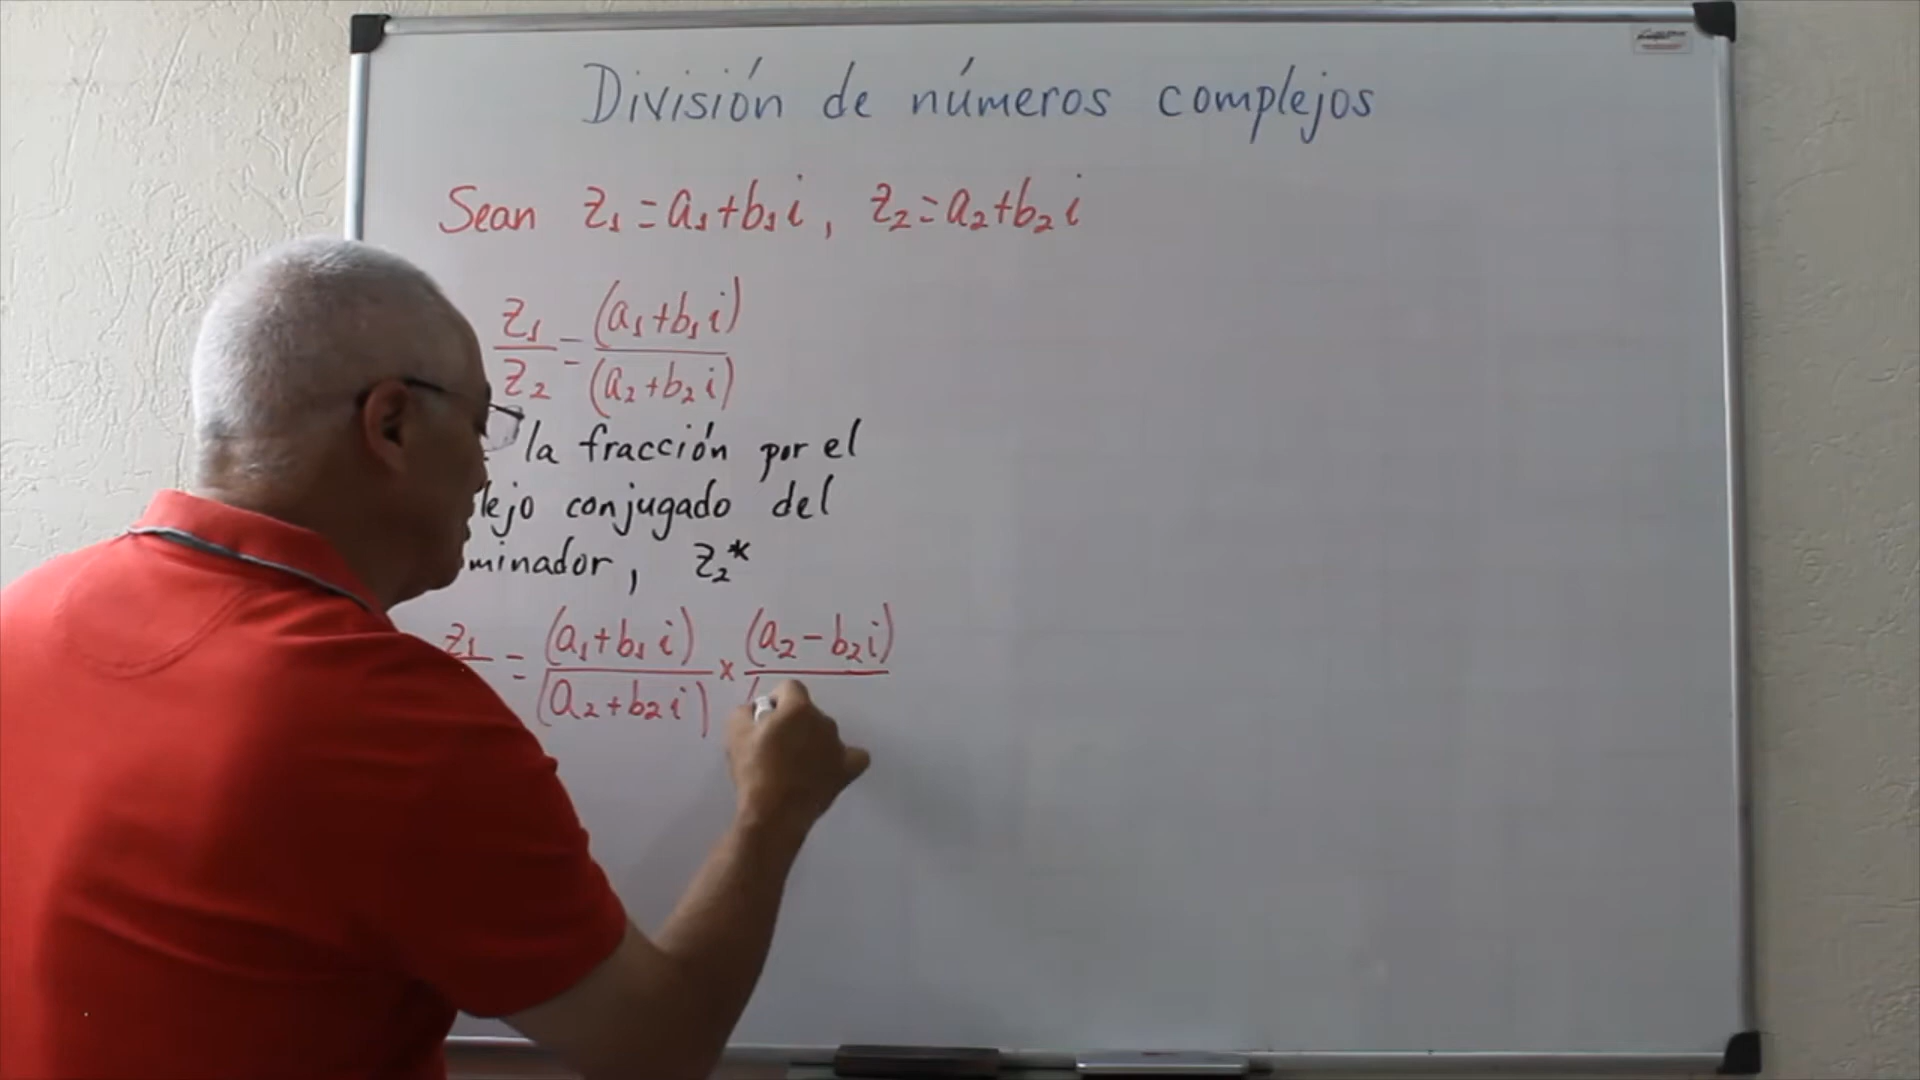 División de números complejos
Sean z₁ = a₁+b₁i, z₂ = a₂+b₂i
z₁/z₂ = (a₁+b₁i)/(a₂+b₂i)
la fracción por el
lejo conjugado del
minador, z₂*
z₁ = (a₁+b₁i)/(a₂+b₂i) × (a₂−b₂i)/(